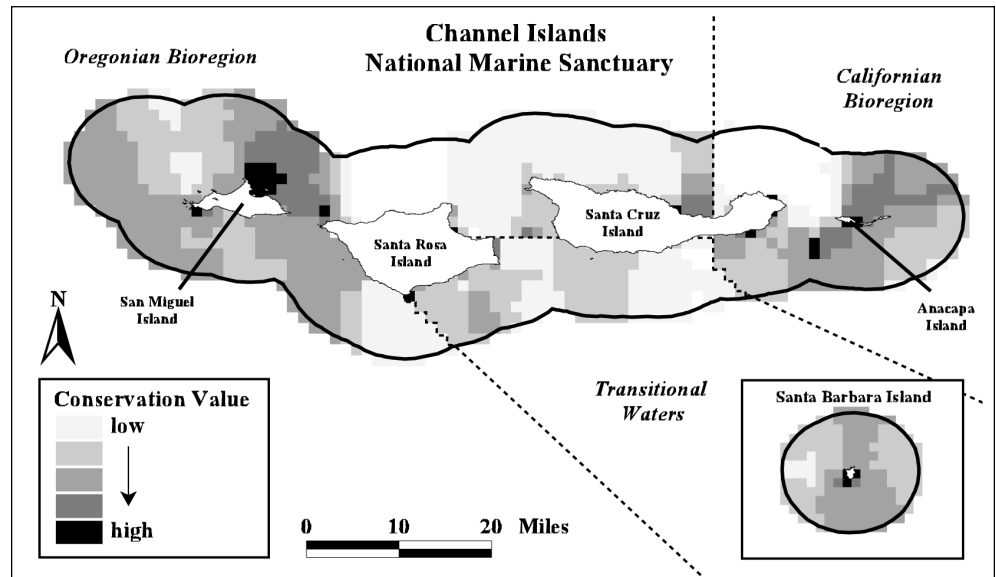 Channel Islands
National Marine Sanctuary
Oregonian Bioregion
Californian
Bioregion
Santa Cruz
Island
Santa Rosa
Island
San Miguel
Island
Anacapa
Island
N
Transitional
Waters
Conservation Value
low
high
0 10 20 Miles
Santa Barbara Island